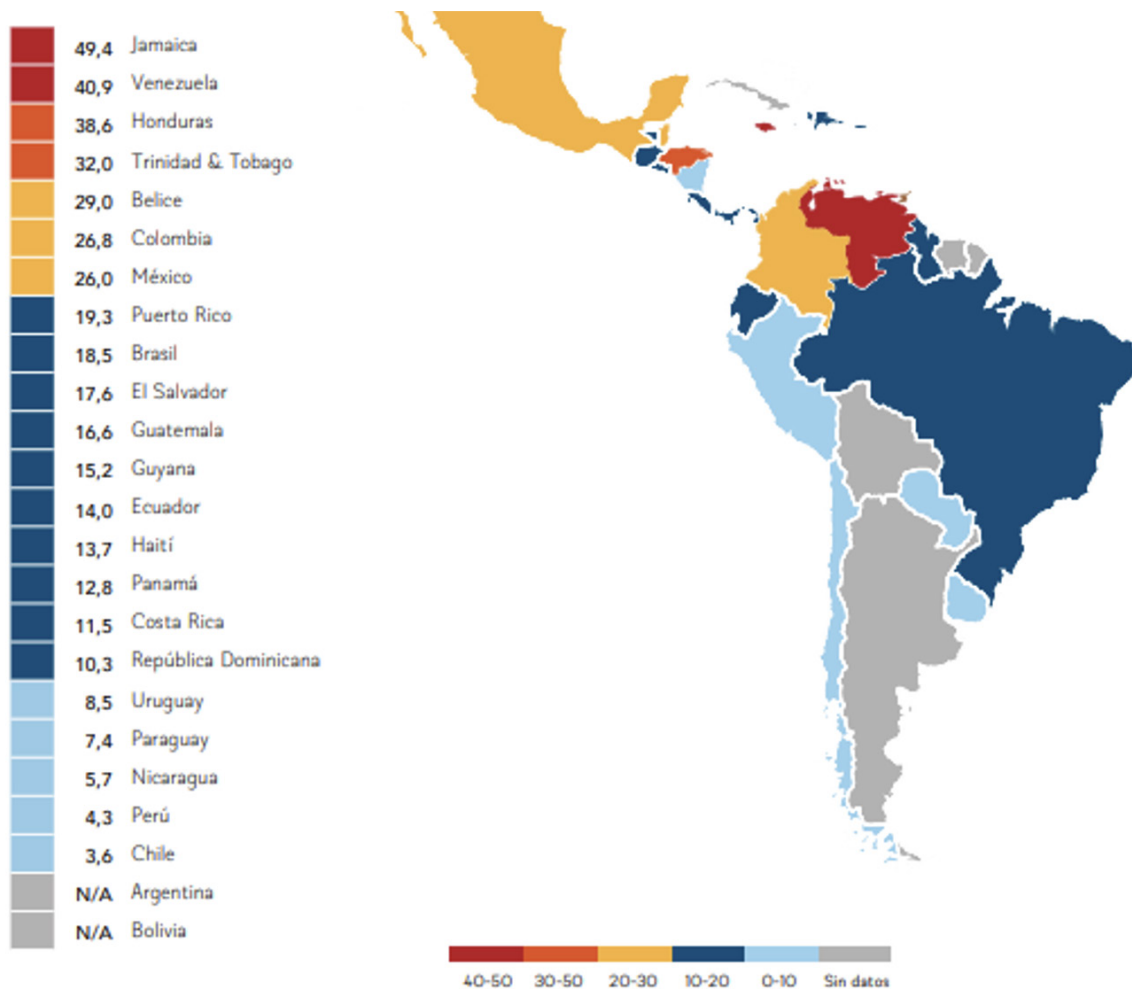 49,4 Jamaica
40,9 Venezuela
38,6 Honduras
32,0 Trinidad & Tobago
29,0 Belice
26,8 Colombia
26,0 México
19,3 Puerto Rico
18,5 Brasil
17,6 El Salvador
16,6 Guatemala
15,2 Guyana
14,0 Ecuador
13,7 Haití
12,8 Panamá
11,5 Costa Rica
10,3 República Dominicana
8,5 Uruguay
7,4 Paraguay
5,7 Nicaragua
4,3 Perú
3,6 Chile
N/A Argentina
N/A Bolivia
40-50 30-50 20-30 10-20 0-10 Sin datos